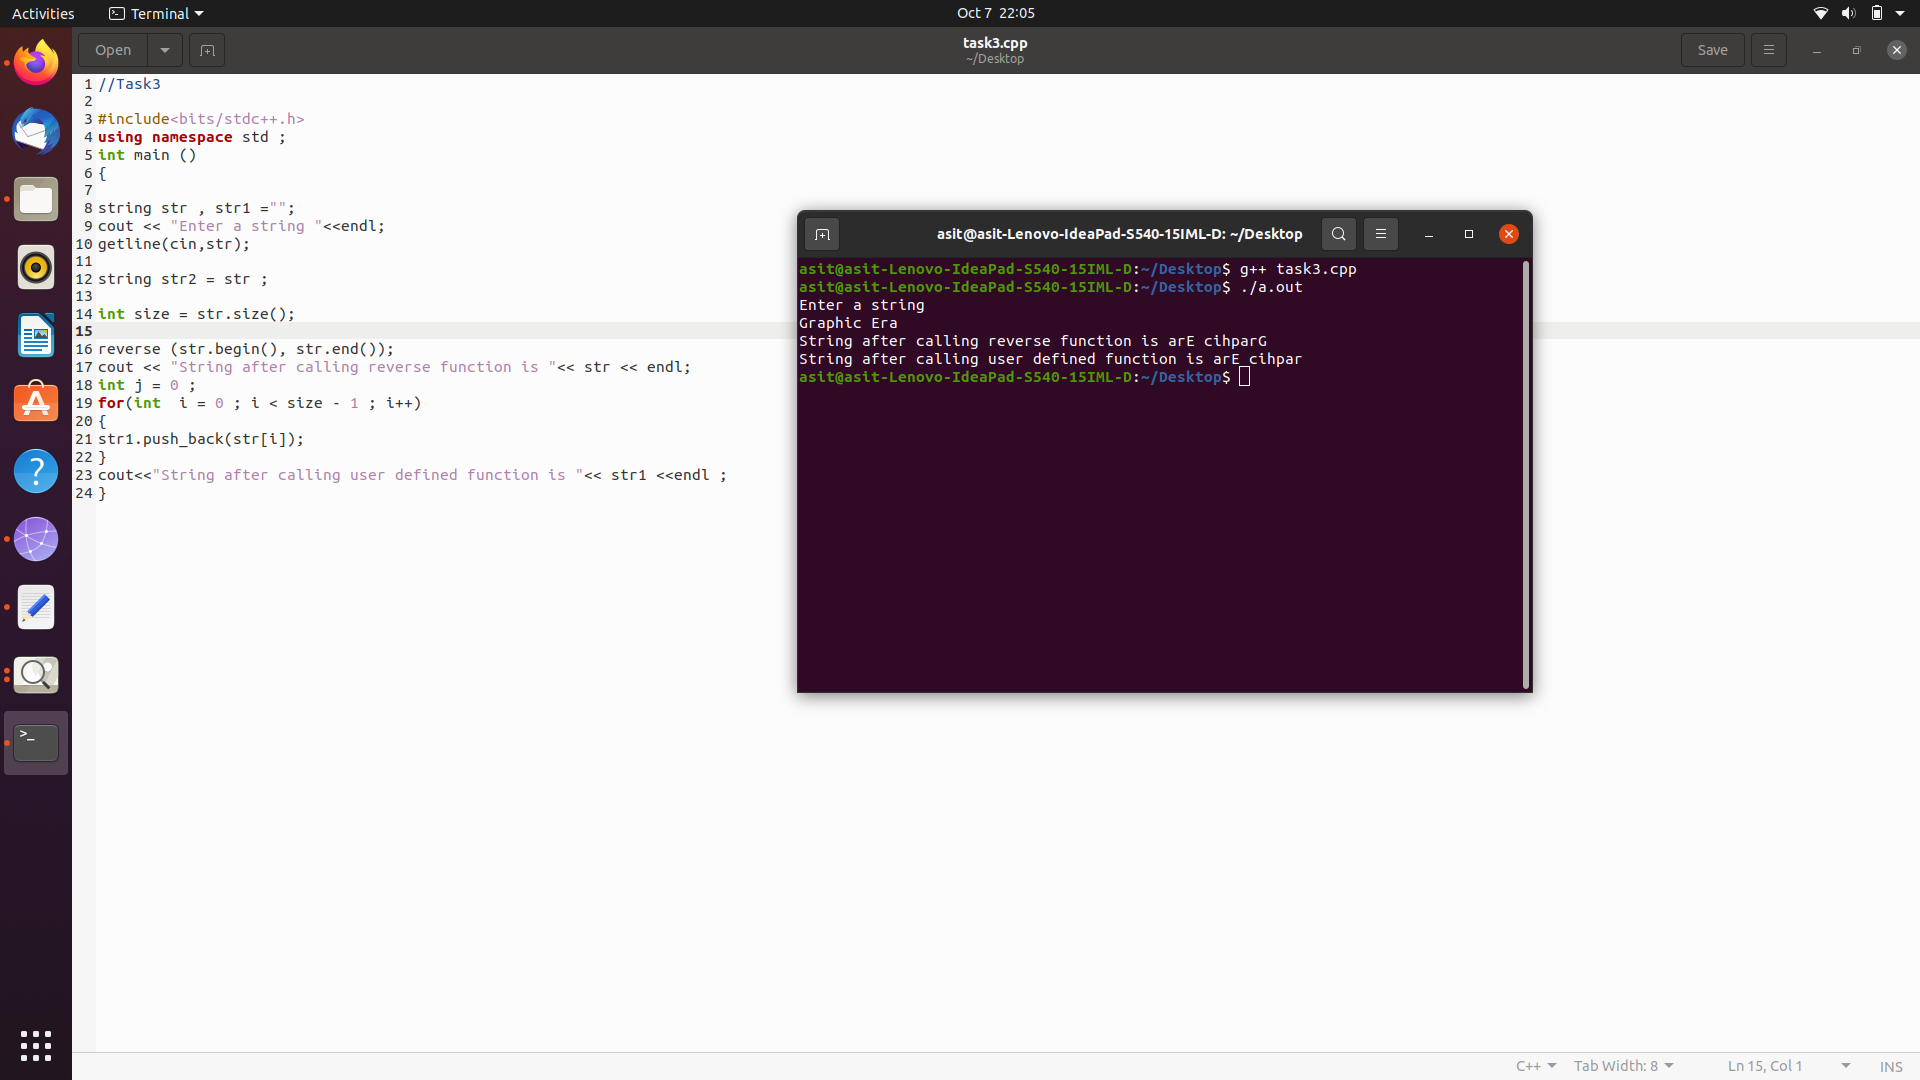 Activities
Terminal
Oct 7 22:05
Open
task3.cpp
~/Desktop
Save
1 //Task3
2
3 #include<bits/stdc++.h>
4 using namespace std ;
5 int main ()
6 {
7
8 string str , str1 ="";
9 cout << "Enter a string "<<endl;
10 getline(cin,str);
11
12 string str2 = str ;
13
14 int size = str.size();
15
16 reverse (str.begin(), str.end());
17 cout << "String after calling reverse function is "<< str << endl;
18 int j = 0 ;
19 for(int  i = 0 ; i < size - 1 ; i++)
20 {
21 str1.push_back(str[i]);
22 }
23 cout<<"String after calling user defined function is "<< str1 <<endl ;
24 }
asit@asit-Lenovo-IdeaPad-S540-15IML-D: ~/Desktop
asit@asit-Lenovo-IdeaPad-S540-15IML-D:~/Desktop$ g++ task3.cpp
asit@asit-Lenovo-IdeaPad-S540-15IML-D:~/Desktop$ ./a.out
Enter a string
Graphic Era
String after calling reverse function is arE cihparG
String after calling user defined function is arE cihpar
asit@asit-Lenovo-IdeaPad-S540-15IML-D:~/Desktop$
C++
Tab Width: 8
Ln 15, Col 1
INS